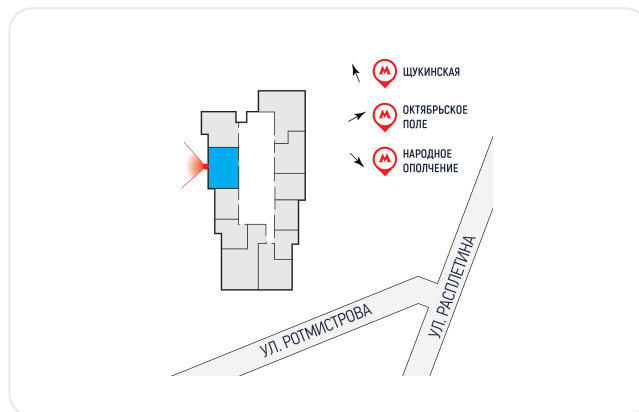 М ЩУКИНСКАЯ
М ОКТЯБРЬСКОЕ
ПОЛЕ
М НАРОДНОЕ
ОПОЛЧЕНИЕ
УЛ. РОТМИСТРОВА
УЛ. РАСПЛЕТИНА